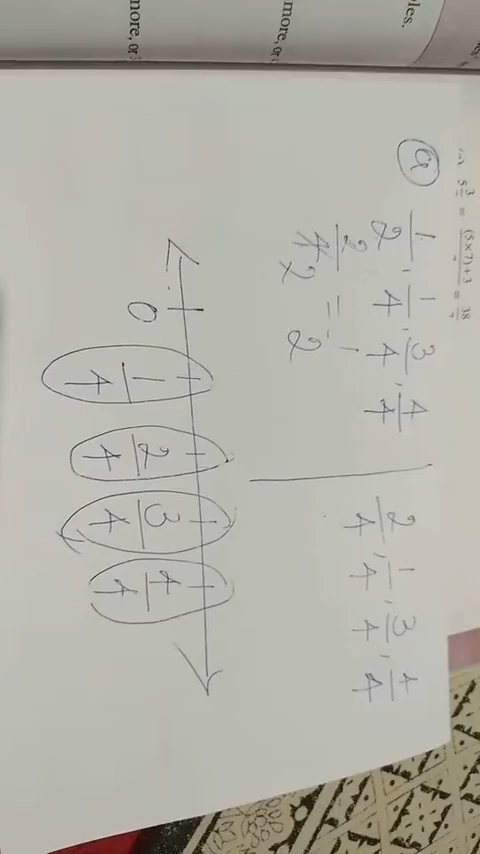 ples.
more, or
more, or
5 3/7 = (5×7)+3/7 = 38/7
(a) 1/2, 1/4, 3/4, 4/4 | 2/4, 1/4, 3/4, 4/4
2/4 2 = 1/2
0 1/4 2/4 3/4 4/4